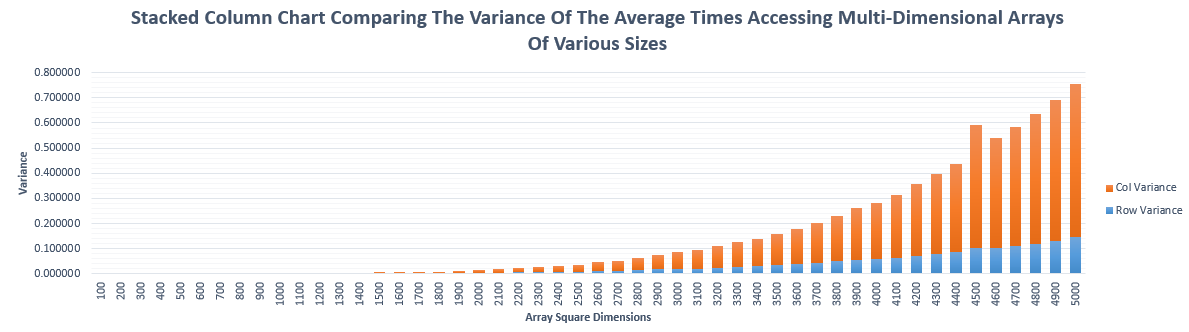 Stacked Column Chart Comparing The Variance Of The Average Times Accessing Multi-Dimensional Arrays
Of Various Sizes
0.800000
0.700000
0.600000
0.500000
0.400000
0.300000
0.200000
0.100000
0.000000
Variance
100 200 300 400 500 600 700 800 900 1000 1100 1200 1300 1400 1500 1600 1700 1800 1900 2000 2100 2200 2300 2400 2500 2600 2700 2800 2900 3000 3100 3200 3300 3400 3500 3600 3700 3800 3900 4000 4100 4200 4300 4400 4500 4600 4700 4800 4900 5000
Array Square Dimensions
Col Variance
Row Variance